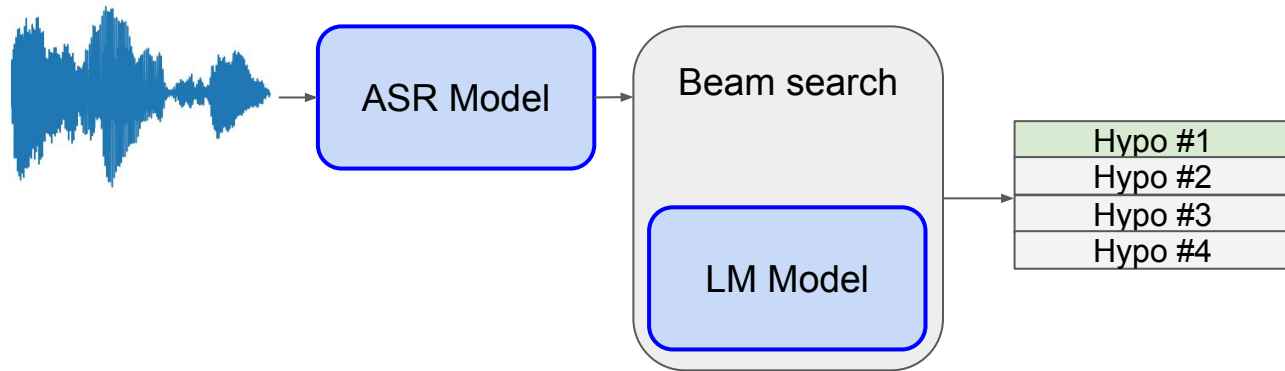 ASR Model
Beam search
LM Model
Hypo #1
Hypo #2
Hypo #3
Hypo #4